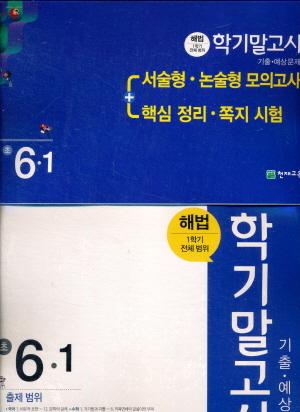 해법
1학기
전체 범위
학기말고사
기출·예상문제
+
서술형·논술형 모의고사
핵심 정리·쪽지 시험
초 6·1
천재교육
해법
1학기
전체 범위
학기말고사
기출·예상
초 6·1
출제 범위